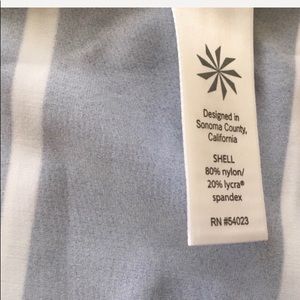 Designed in
Sonoma County,
California
SHELL
80% nylon/
20% lycra®
spandex
RN #54023